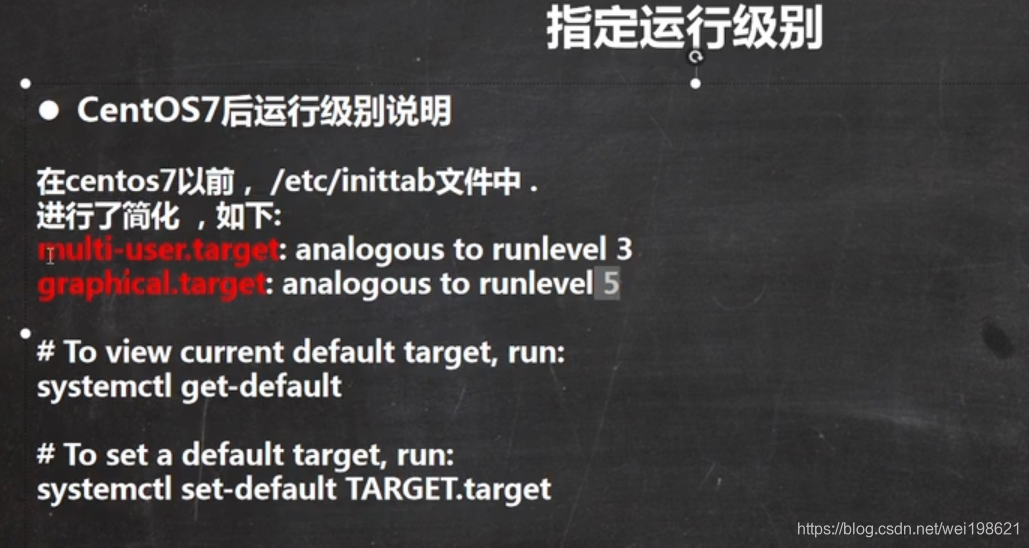 指定运行级别
● CentOS7后运行级别说明
在centos7以前， /etc/inittab文件中 .
进行了简化 ，如下:
multi-user.target: analogous to runlevel 3
graphical.target: analogous to runlevel 5
# To view current default target, run:
systemctl get-default
# To set a default target, run:
systemctl set-default TARGET.target
https://blog.csdn.net/wei198621